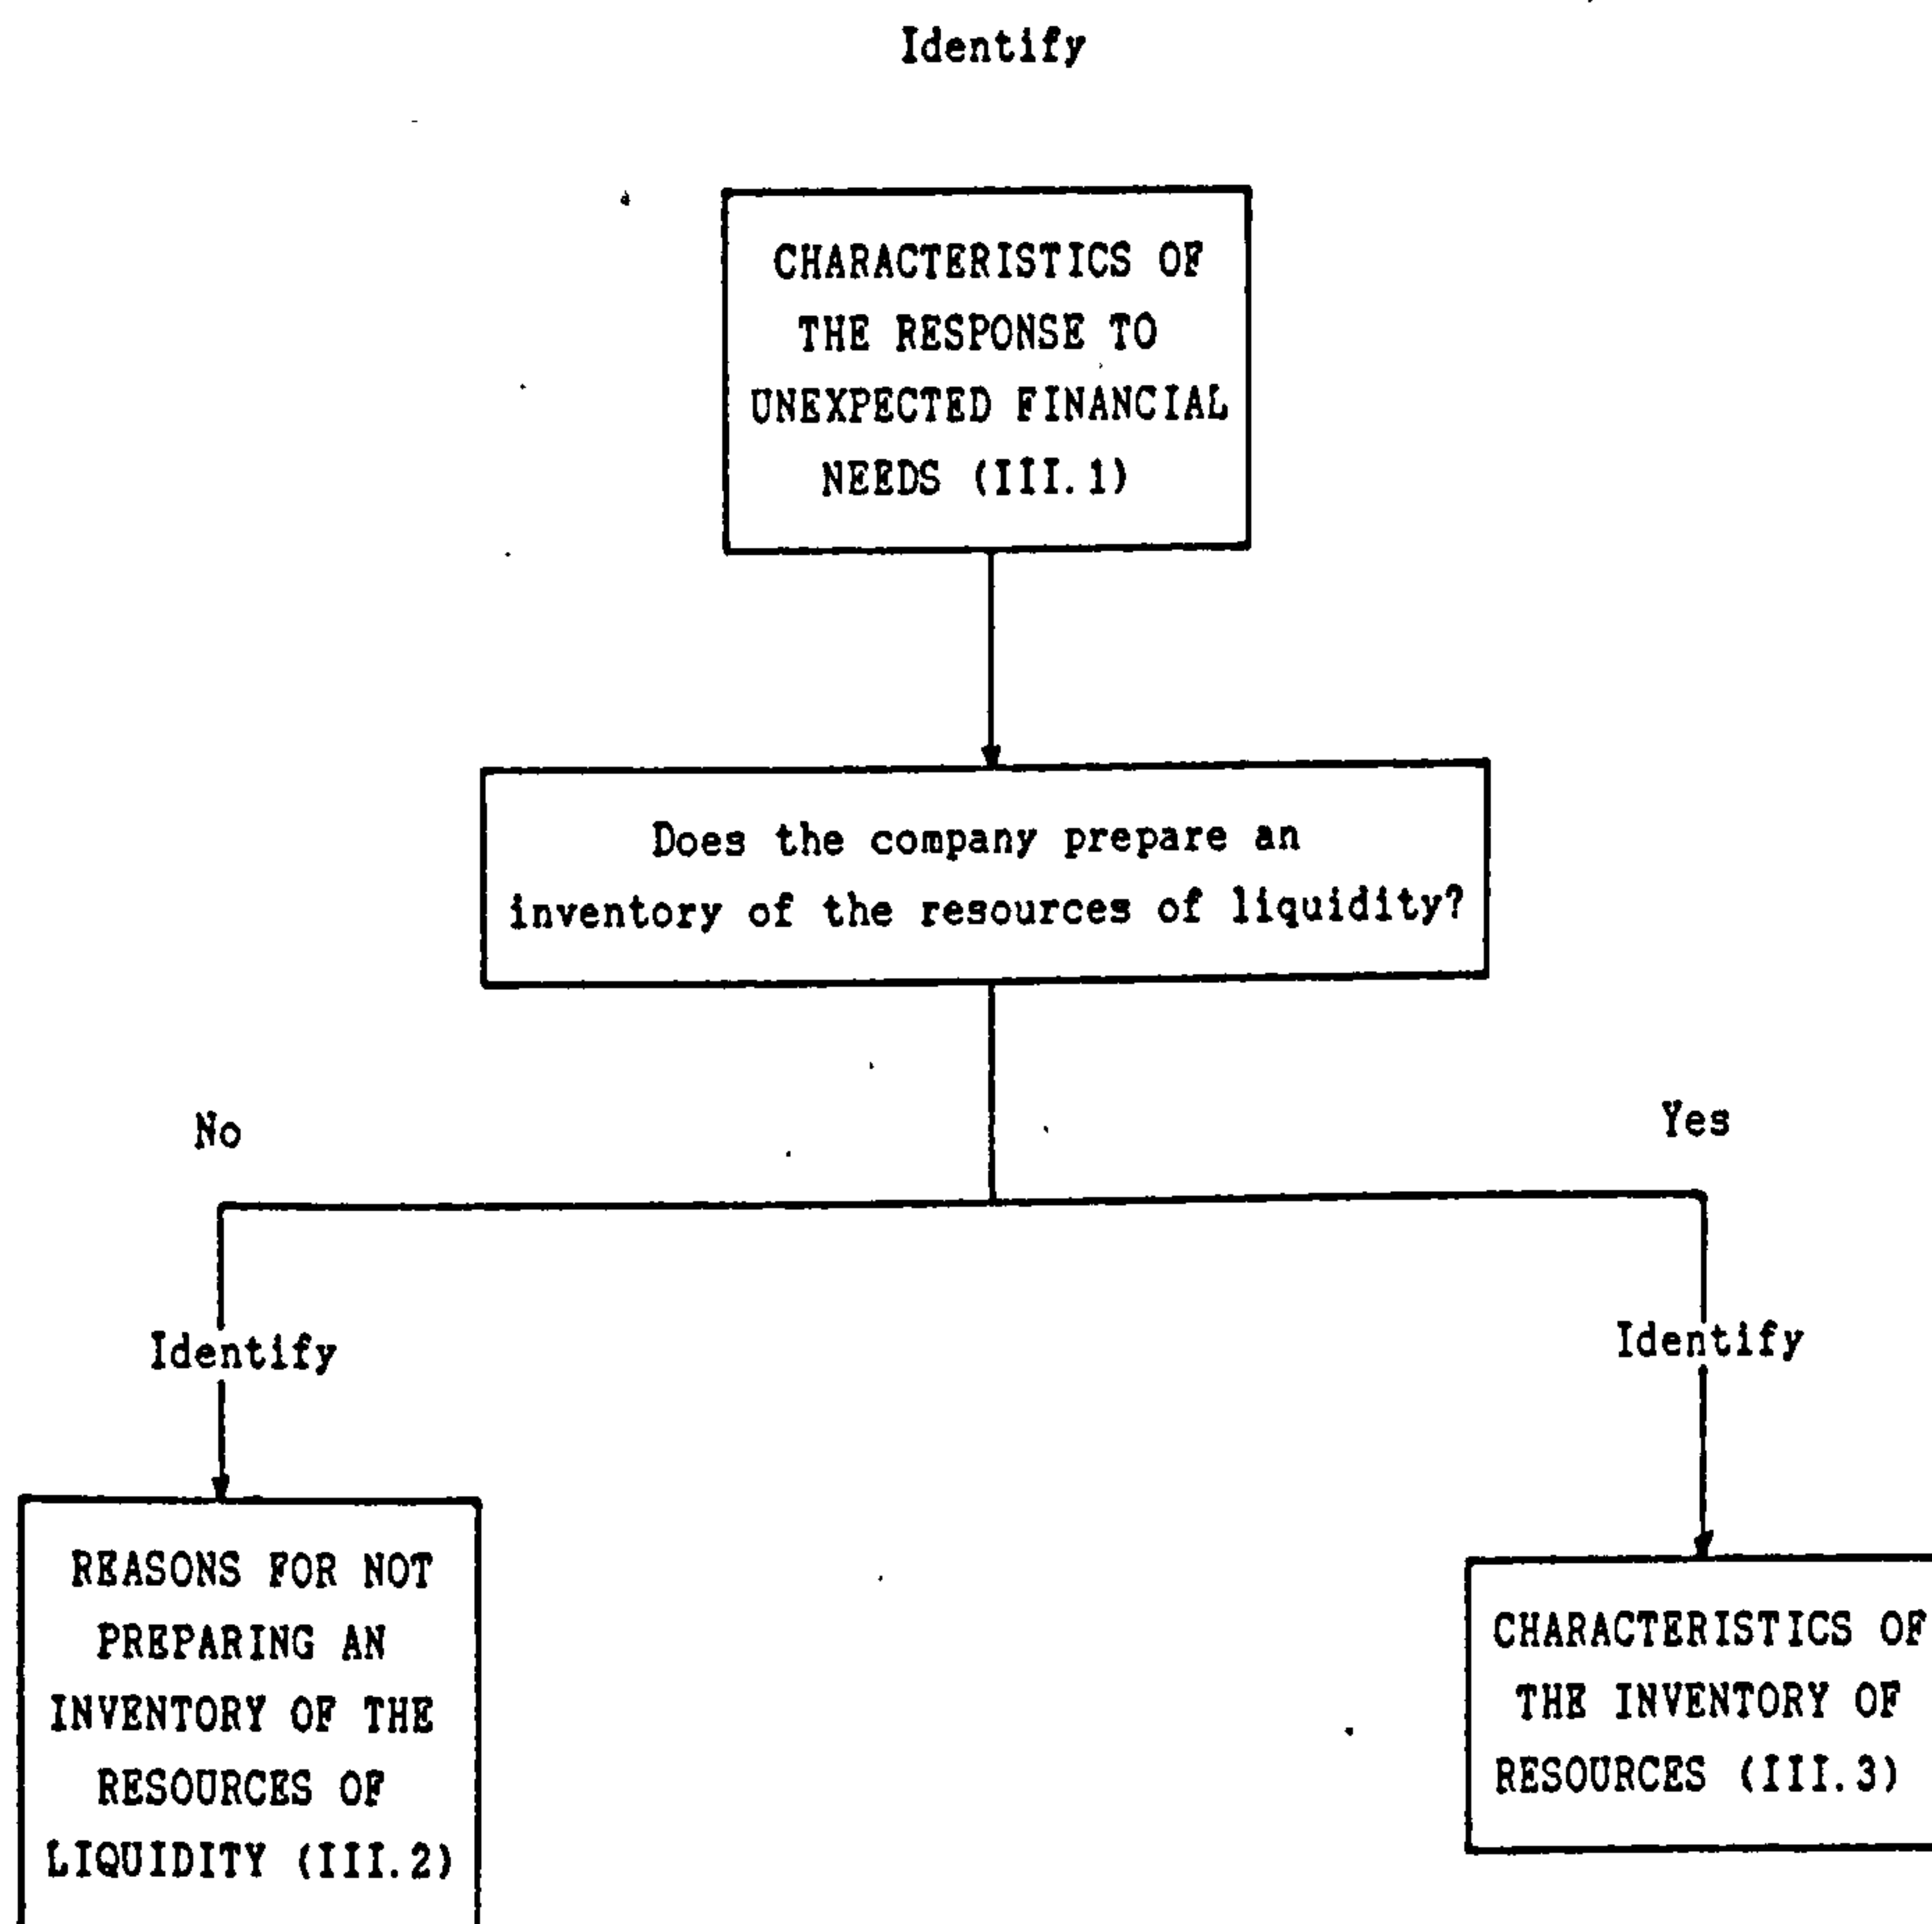 Identify
CHARACTERISTICS OF
THE RESPONSE TO
UNEXPECTED FINANCIAL
NEEDS (III.1)
Does the company prepare an
inventory of the resources of liquidity?
No
Yes
Identify
Identify
REASONS FOR NOT
PREPARING AN
INVENTORY OF THE
RESOURCES OF
LIQUIDITY (III.2)
CHARACTERISTICS OF
THE INVENTORY OF
RESOURCES (III.3)